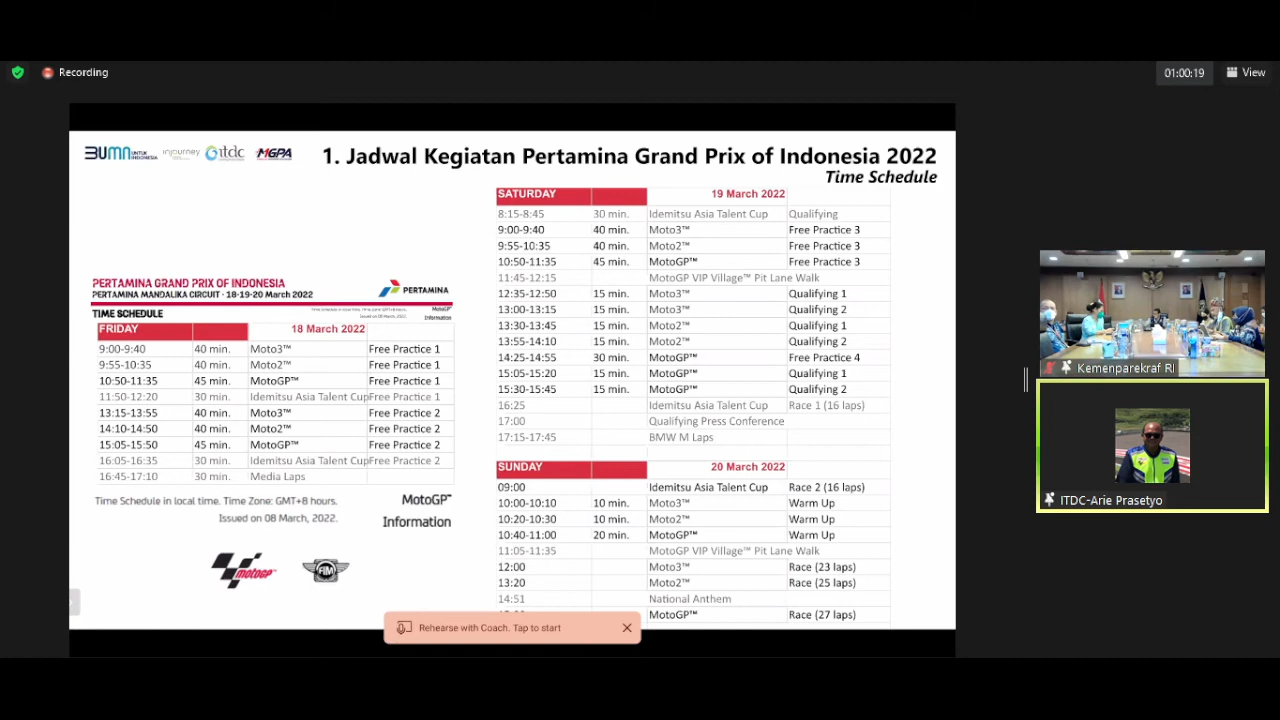 Recording
01:00:19
View
BUMN UNTUK INDONESIA
injourney
itdc
MGPA
1. Jadwal Kegiatan Pertamina Grand Prix of Indonesia 2022
Time Schedule
PERTAMINA GRAND PRIX OF INDONESIA
PERTAMINA MANDALIKA CIRCUIT - 18-19-20 March 2022
PERTAMINA
TIME SCHEDULE
MotoGP™
Information
FRIDAY 18 March 2022
9:00-9:40 40 min. Moto3™ Free Practice 1
9:55-10:35 40 min. Moto2™ Free Practice 1
10:50-11:35 45 min. MotoGP™ Free Practice 1
11:50-12:20 30 min. Idemitsu Asia Talent Cup Free Practice 1
13:15-13:55 40 min. Moto3™ Free Practice 2
14:10-14:50 40 min. Moto2™ Free Practice 2
15:05-15:50 45 min. MotoGP™ Free Practice 2
16:05-16:35 30 min. Idemitsu Asia Talent Cup Free Practice 2
16:45-17:10 30 min. Media Laps
Time Schedule in local time. Time Zone: GMT+8 hours.
Issued on 08 March, 2022.
MotoGP™
Information
motoGP
FIM
SATURDAY 19 March 2022
8:15-8:45 30 min. Idemitsu Asia Talent Cup Qualifying
9:00-9:40 40 min. Moto3™ Free Practice 3
9:55-10:35 40 min. Moto2™ Free Practice 3
10:50-11:35 45 min. MotoGP™ Free Practice 3
11:45-12:15 MotoGP VIP Village™ Pit Lane Walk
12:35-12:50 15 min. Moto3™ Qualifying 1
13:00-13:15 15 min. Moto3™ Qualifying 2
13:30-13:45 15 min. Moto2™ Qualifying 1
13:55-14:10 15 min. Moto2™ Qualifying 2
14:25-14:55 30 min. MotoGP™ Free Practice 4
15:05-15:20 15 min. MotoGP™ Qualifying 1
15:30-15:45 15 min. MotoGP™ Qualifying 2
16:25 Idemitsu Asia Talent Cup Race 1 (16 laps)
17:00 Qualifying Press Conference
17:15-17:45 BMW M Laps
SUNDAY 20 March 2022
09:00 Idemitsu Asia Talent Cup Race 2 (16 laps)
10:00-10:10 10 min. Moto3™ Warm Up
10:20-10:30 10 min. Moto2™ Warm Up
10:40-11:00 20 min. MotoGP™ Warm Up
11:05-11:35 MotoGP VIP Village™ Pit Lane Walk
12:00 Moto3™ Race (23 laps)
13:20 Moto2™ Race (25 laps)
14:51 National Anthem
MotoGP™ Race (27 laps)
Rehearse with Coach. Tap to start
Kemenparekraf RI
ITDC-Arie Prasetyo